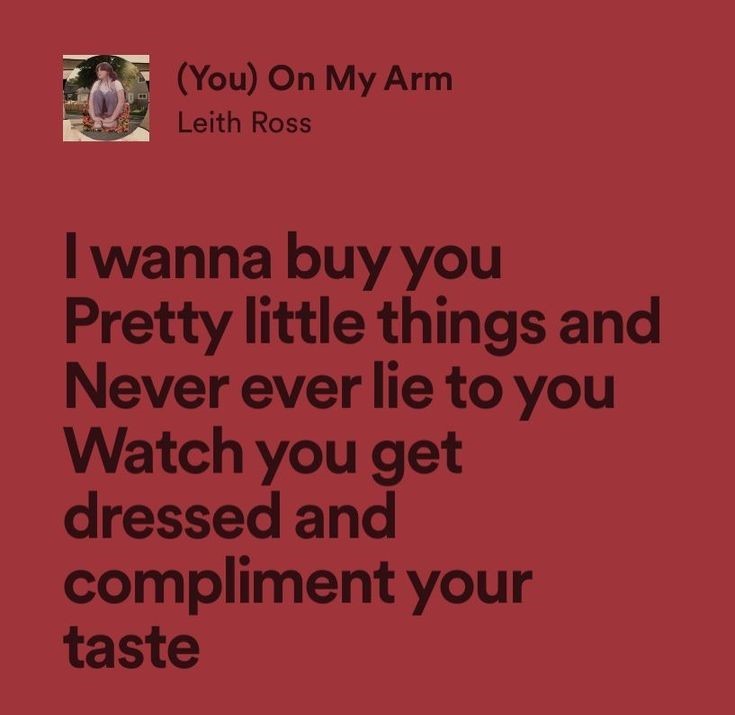 (You) On My Arm
Leith Ross
I wanna buy you
Pretty little things and
Never ever lie to you
Watch you get
dressed and
compliment your
taste